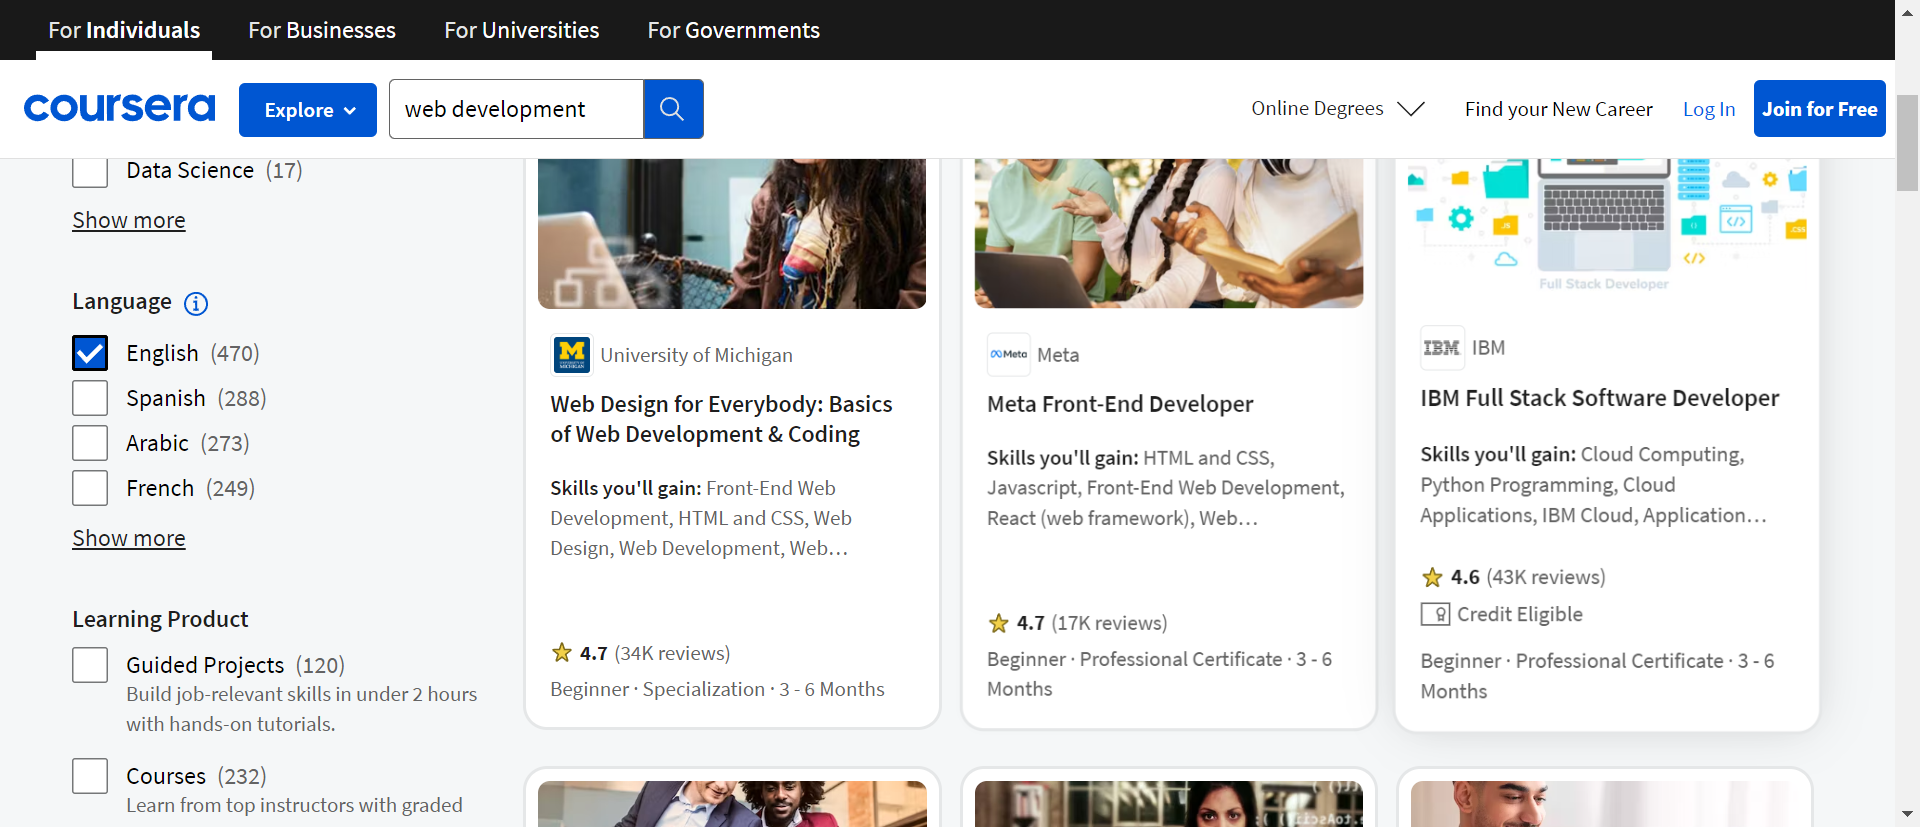 For Individuals
For Businesses
For Universities
For Governments
coursera
Explore
web development
Online Degrees
Find your New Career
Log In
Join for Free
Data Science (17)
Show more
Language
English (470)
Spanish (288)
Arabic (273)
French (249)
Show more
Learning Product
Guided Projects (120)
Build job-relevant skills in under 2 hours
with hands-on tutorials.
Courses (232)
Learn from top instructors with graded
M
UNIVERSITY OF
MICHIGAN
University of Michigan
Web Design for Everybody: Basics
of Web Development & Coding
Skills you'll gain: Front-End Web
Development, HTML and CSS, Web
Design, Web Development, Web...
4.7 (34K reviews)
Beginner · Specialization · 3 - 6 Months
Meta
Meta
Meta Front-End Developer
Skills you'll gain: HTML and CSS,
Javascript, Front-End Web Development,
React (web framework), Web...
4.7 (17K reviews)
Beginner · Professional Certificate · 3 - 6
Months
JS
</>
CSS
</>
Full Stack Developer
IBM
IBM
IBM Full Stack Software Developer
Skills you'll gain: Cloud Computing,
Python Programming, Cloud
Applications, IBM Cloud, Application...
4.6 (43K reviews)
Credit Eligible
Beginner · Professional Certificate · 3 - 6
Months